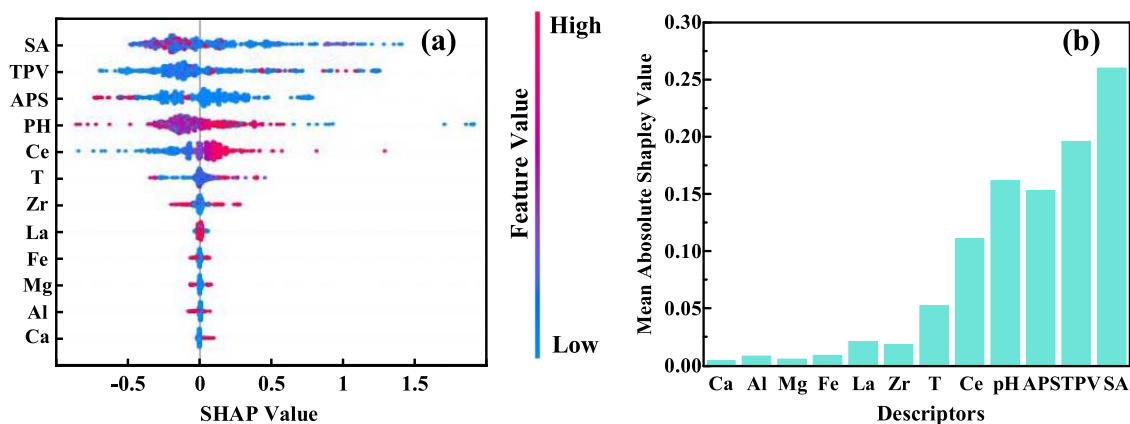 (a)
SA
TPV
APS
PH
Ce
T
Zr
La
Fe
Mg
Al
Ca
-0.5 0 0.5 1 1.5
SHAP Value
High
Feature Value
Low
(b)
Mean Abosolute Shapley Value
0.30
0.25
0.20
0.15
0.10
0.05
0.00
Ca Al Mg Fe La Zr T Ce pH APS TPV SA
Descriptors